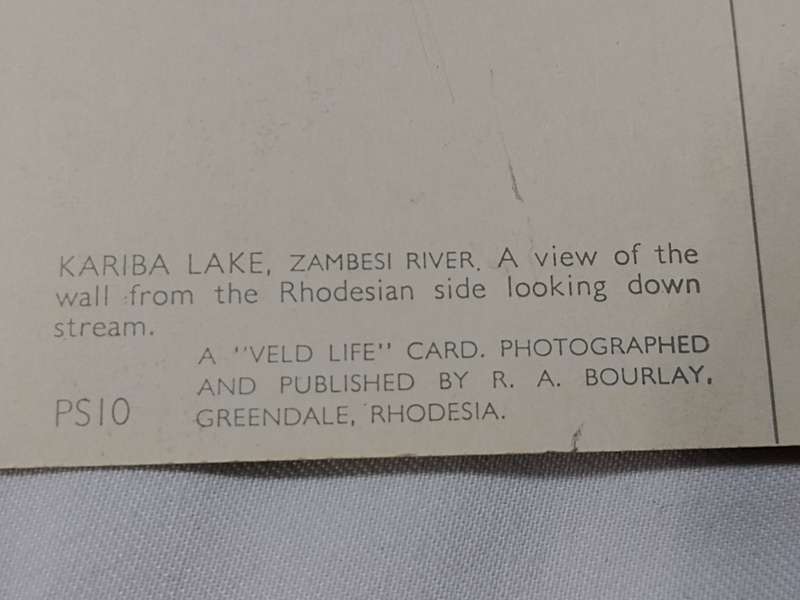 KARIBA LAKE, ZAMBESI RIVER. A view of the
wall from the Rhodesian side looking down
stream.
A "VELD LIFE" CARD. PHOTOGRAPHED
AND PUBLISHED BY R. A. BOURLAY,
PS10 GREENDALE, RHODESIA.